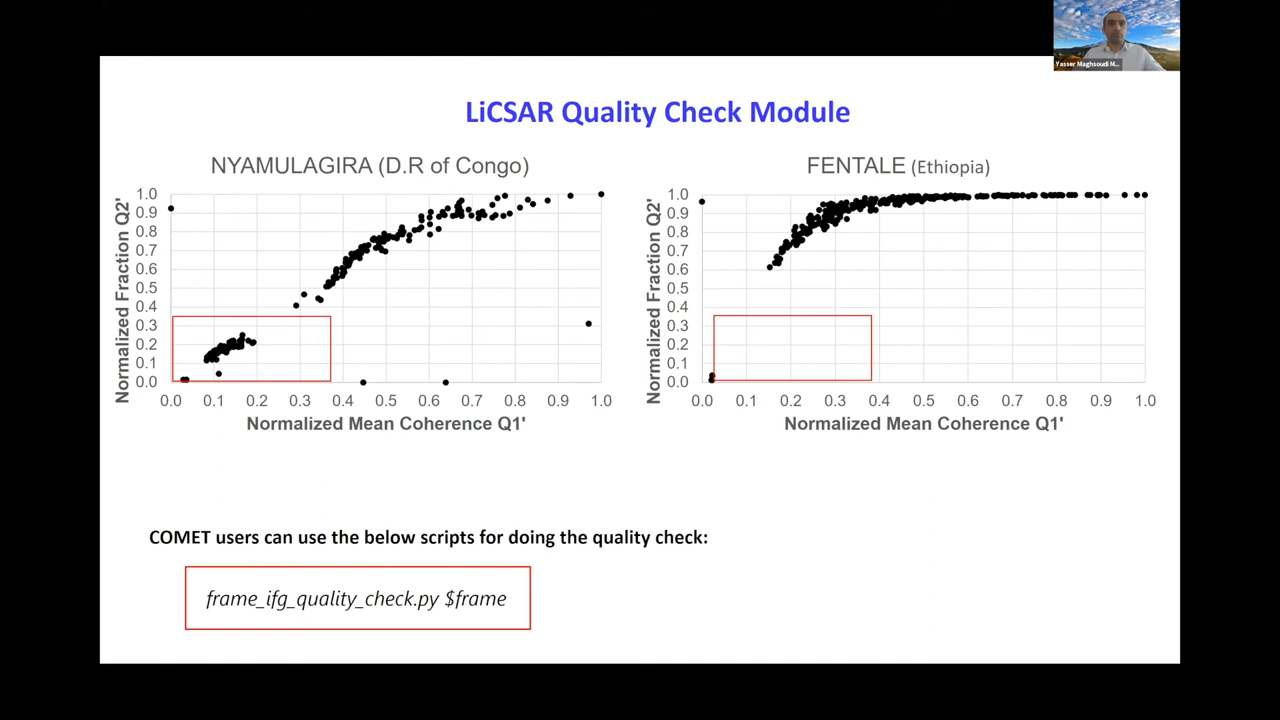 Yasser Maghsoudi M...
LiCSAR Quality Check Module
NYAMULAGIRA (D.R of Congo)
Normalized Fraction Q2'
1.0
0.9
0.8
0.7
0.6
0.5
0.4
0.3
0.2
0.1
0.0
0.0 0.1 0.2 0.3 0.4 0.5 0.6 0.7 0.8 0.9 1.0
Normalized Mean Coherence Q1'
FENTALE (Ethiopia)
Normalized Fraction Q2'
1.0
0.9
0.8
0.7
0.6
0.5
0.4
0.3
0.2
0.1
0.0
0.0 0.1 0.2 0.3 0.4 0.5 0.6 0.7 0.8 0.9 1.0
Normalized Mean Coherence Q1'
COMET users can use the below scripts for doing the quality check:
frame_ifg_quality_check.py $frame